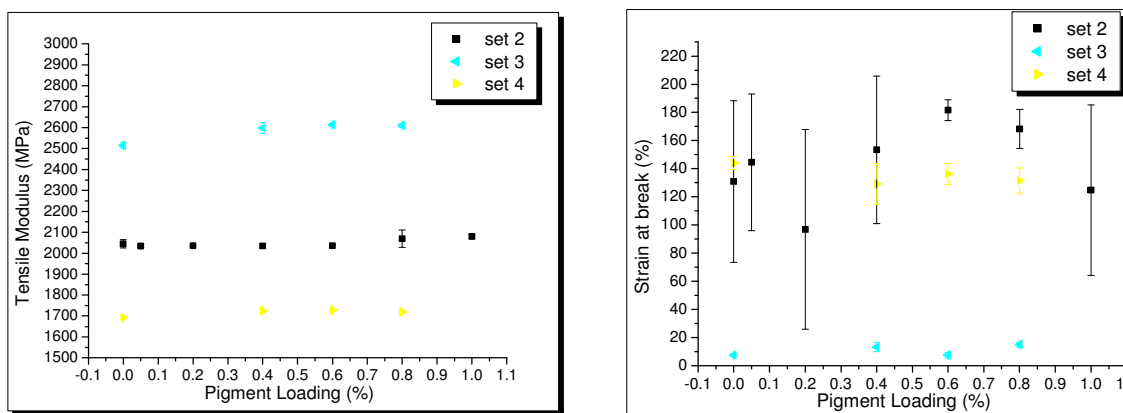 set 2
set 3
set 4
3000
2900
2800
2700
2600
2500
2400
2300
2200
2100
2000
1900
1800
1700
1600
1500
Tensile Modulus (MPa)
-0.1 0.0 0.1 0.2 0.3 0.4 0.5 0.6 0.7 0.8 0.9 1.0 1.1
Pigment Loading (%)
set 2
set 3
set 4
220
200
180
160
140
120
100
80
60
40
20
0
Strain at break (%)
-0.1 0.0 0.1 0.2 0.3 0.4 0.5 0.6 0.7 0.8 0.9 1.0 1
Pigment Loading (%)